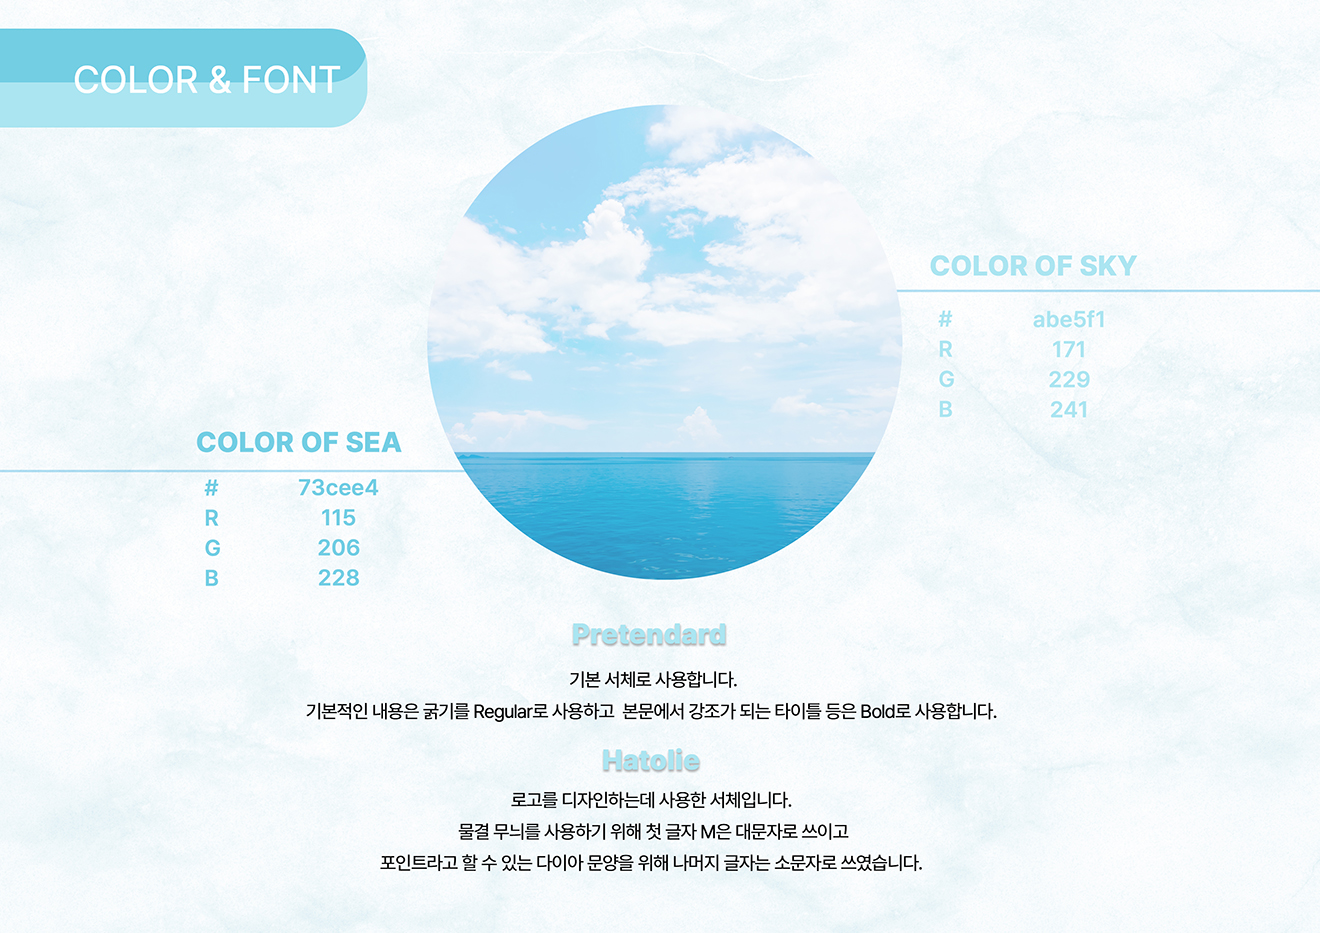 COLOR & FONT
COLOR OF SKY
# abe5f1
R 171
G 229
B 241
COLOR OF SEA
# 73cee4
R 115
G 206
B 228
Pretendard
기본 서체로 사용합니다.
기본적인 내용은 굵기를 Regular로 사용하고 본문에서 강조가 되는 타이틀 등은 Bold로 사용합니다.
Hatolie
로고를 디자인하는데 사용한 서체입니다.
물결 무늬를 사용하기 위해 첫 글자 M은 대문자로 쓰이고
포인트라고 할 수 있는 다이아 문양을 위해 나머지 글자는 소문자로 쓰였습니다.